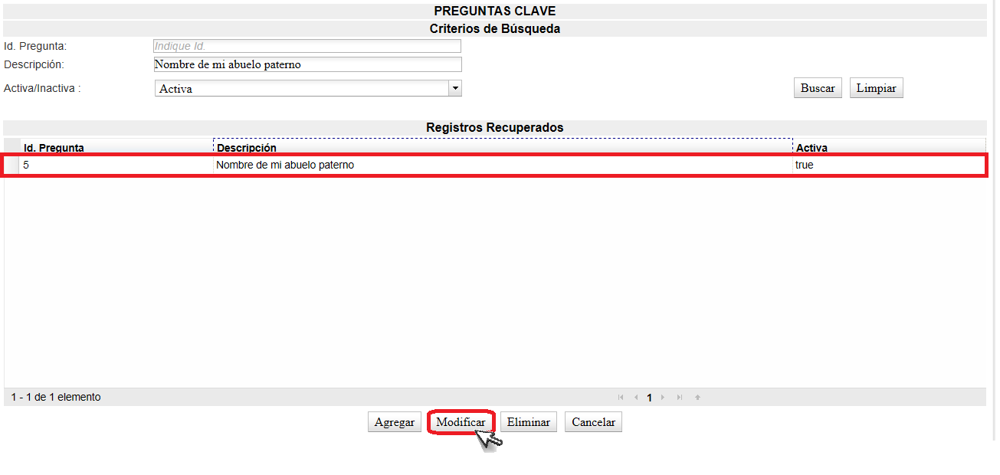 PREGUNTAS CLAVE
Criterios de Búsqueda
Id. Pregunta: Indique Id.
Descripción: Nombre de mi abuelo paterno
Activa/Inactiva : Activa Buscar Limpiar
Registros Recuperados
Id. Pregunta Descripción Activa
5 Nombre de mi abuelo paterno true
1 - 1 de 1 elemento 1
Agregar Modificar Eliminar Cancelar